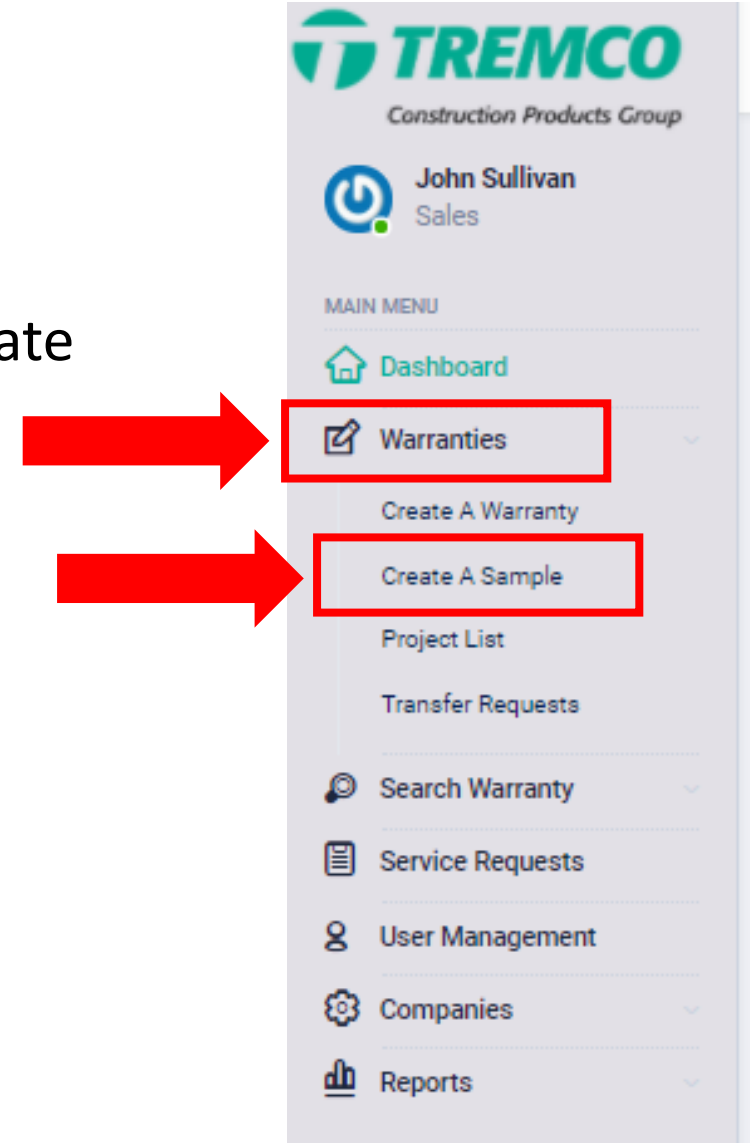 TREMCO
Construction Products Group
John Sullivan
Sales
MAIN MENU
ate
Dashboard
Warranties
Create A Warranty
Create A Sample
Project List
Transfer Requests
Search Warranty
Service Requests
User Management
Companies
Reports